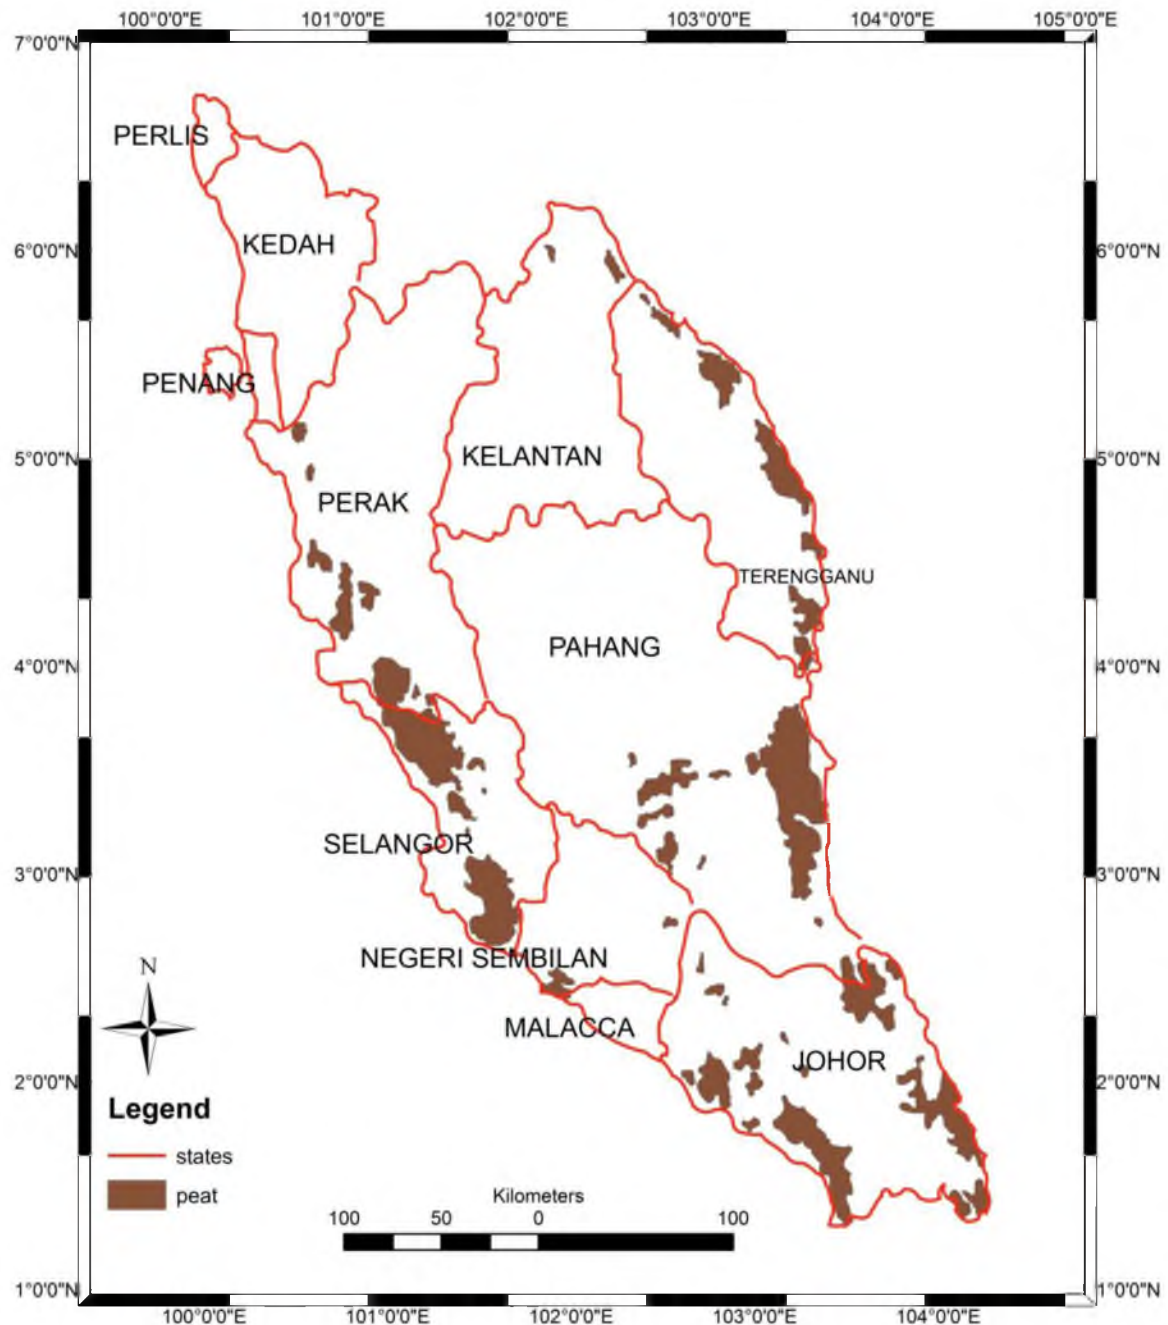 100°0'0"E 101°0'0"E 102°0'0"E 103°0'0"E 104°0'0"E 105°0'0"E
7°0'0"N
PERLIS
KEDAH
6°0'0"N 6°0'0"N
PENANG
KELANTAN
5°0'0"N 5°0'0"N
PERAK
TERENGGANU
PAHANG
4°0'0"N 4°0'0"N
SELANGOR
3°0'0"N 3°0'0"N
NEGERI SEMBILAN
N
MALACCA
JOHOR
2°0'0"N 2°0'0"N
Legend
states
peat
Kilometers
100 50 0 100
1°0'0"N 1°0'0"N
100°0'0"E 101°0'0"E 102°0'0"E 103°0'0"E 104°0'0"E